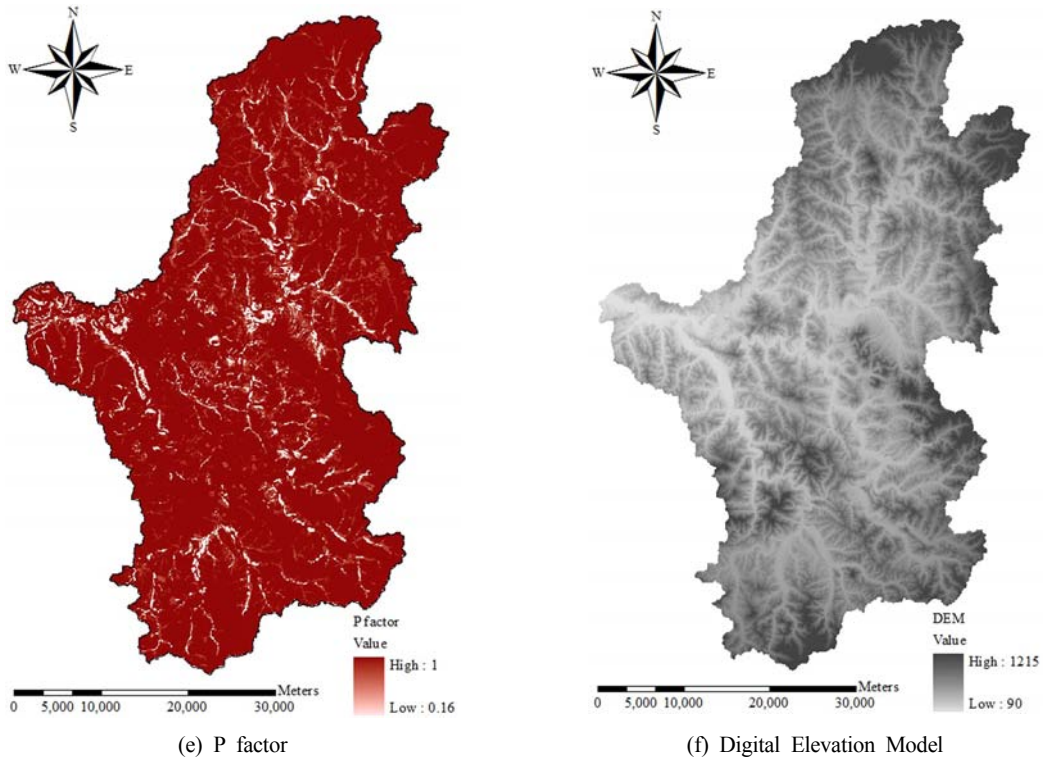 N
W E
S
P factor
Value
High : 1
Low : 0.16
Meters
0 5,000 10,000 20,000 30,000
(e) P factor
N
W E
S
DEM
Value
High : 1215
Low : 90
Meters
0 5,000 10,000 20,000 30,000
(f) Digital Elevation Model